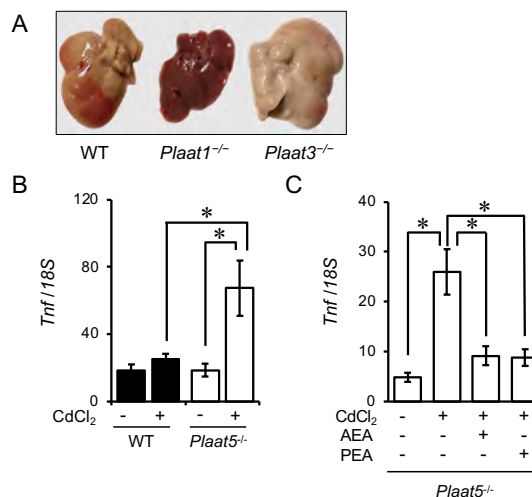 A
WT Plaat1⁻/⁻ Plaat3⁻/⁻
B
120
80
40
0
Tnf /18S
*
*
CdCl₂ - + - +
WT Plaat5-/-
C
40
30
20
10
0
Tnf /18S
* * *
CdCl₂ - + + +
AEA - - + -
PEA - - - +
Plaat5-/-